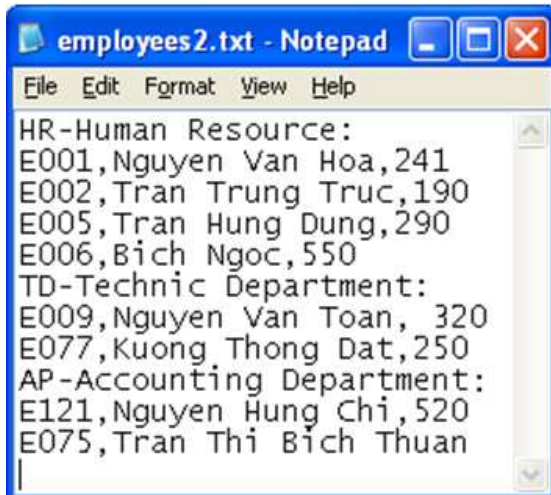 employees2.txt - Notepad
File Edit Format View Help
HR-Human Resource:
E001,Nguyen Van Hoa,241
E002,Tran Trung Truc,190
E005,Tran Hung Dung,290
E006,Bich Ngoc,550
TD-Technic Department:
E009,Nguyen Van Toan, 320
E077,Kuong Thong Dat,250
AP-Accounting Department:
E121,Nguyen Hung Chi,520
E075,Tran Thi Bich Thuan